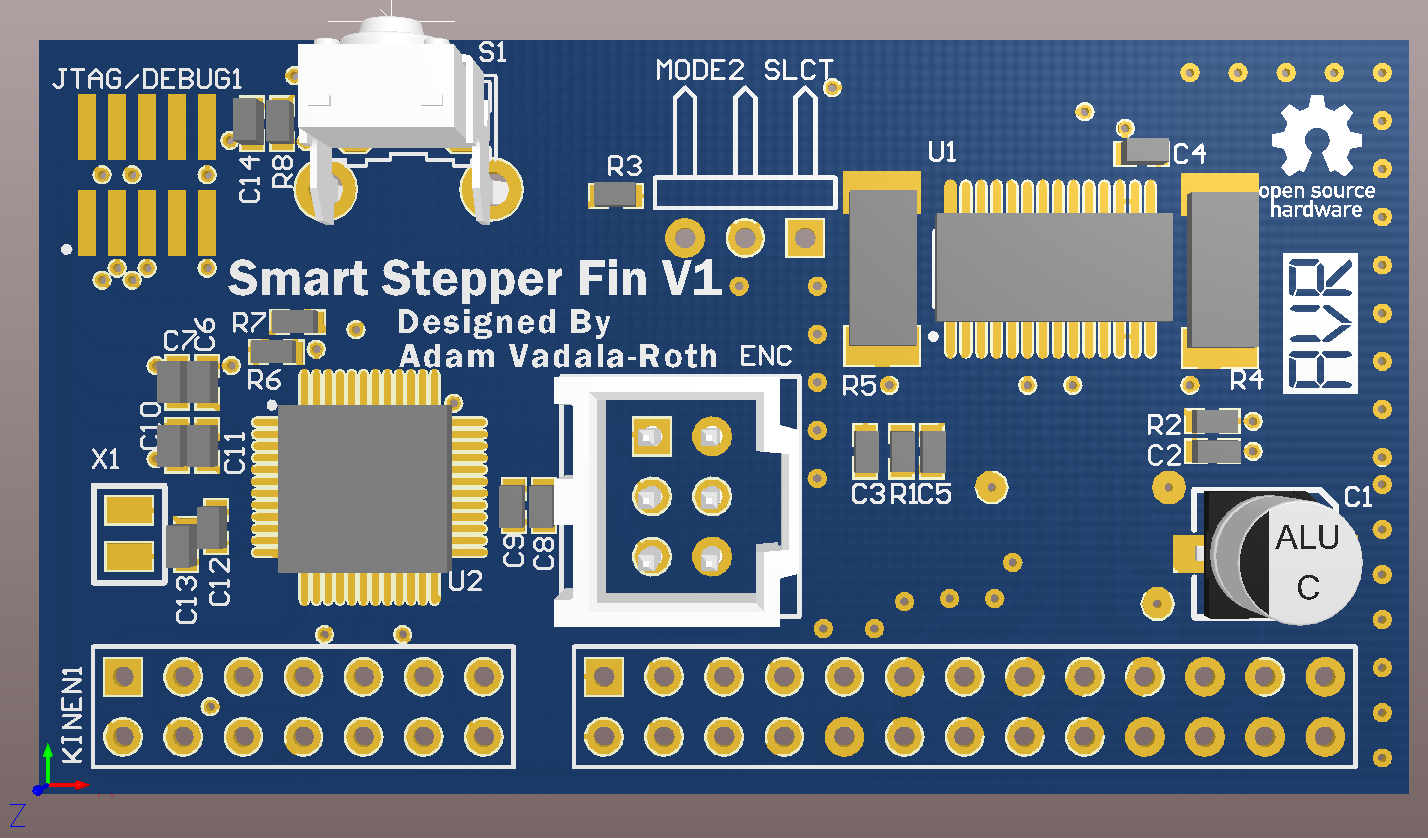 S1
JTAG/DEBUG1
MODE2 SLCT
C14
R8
R3
U1
C4
open source
hardware
Smart Stepper Fin V1
Designed By
Adam Vadala-Roth
ENC
R7
C7
C6
R6
R5
R4
AVR
C10
C11
X1
R2
C2
C3
R1
C5
C1
ALU
C
C9
C8
C13
C12
U2
KINEN1
Z